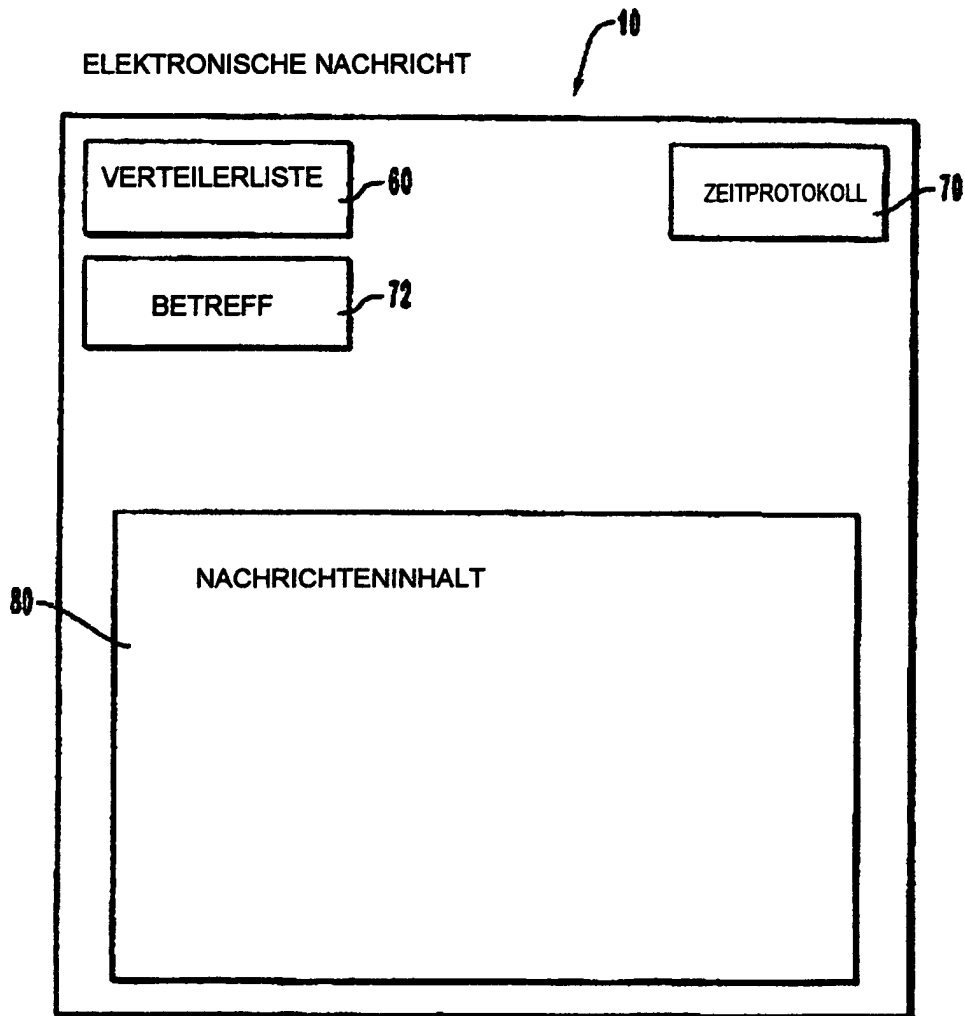 10
ELEKTRONISCHE NACHRICHT
VERTEILERLISTE
60
ZEITPROTOKOLL
70
BETREFF
72
NACHRICHTENINHALT
80